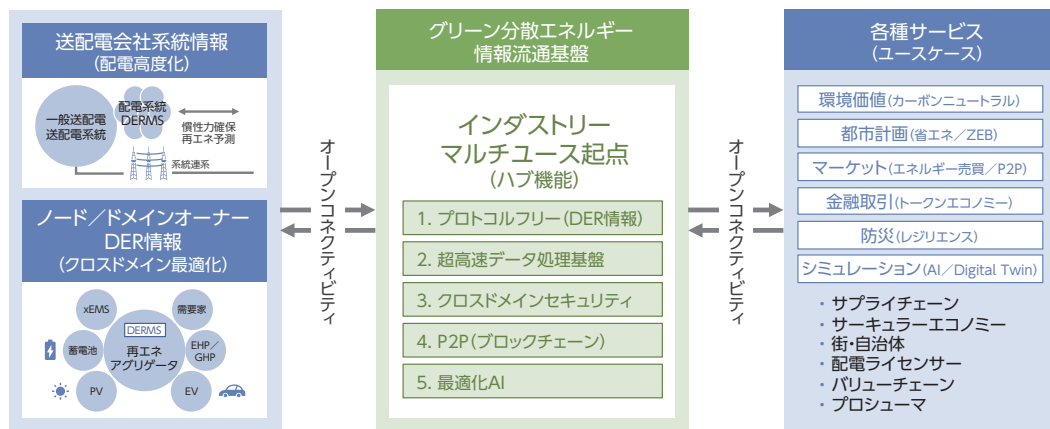 送配電会社系統情報
(配電高度化)
一般送配電
送配電系統
配電系統
DERMS
慣性力確保
再エネ予測
系統連系
ノード／ドメインオーナー
DER情報
(クロスドメイン最適化)
xEMS
需要家
DERMS
蓄電池
再エネ
アグリゲータ
EHP／
GHP
PV
EV
オープンコネクティビティ
グリーン分散エネルギー
情報流通基盤
インダストリー
マルチユース起点
(ハブ機能)
1. プロトコルフリー(DER情報)
2. 超高速データ処理基盤
3. クロスドメインセキュリティ
4. P2P(ブロックチェーン)
5. 最適化AI
オープンコネクティビティ
各種サービス
(ユースケース)
環境価値(カーボンニュートラル)
都市計画(省エネ／ZEB)
マーケット(エネルギー売買／P2P)
金融取引(トークンエコノミー)
防災(レジリエンス)
シミュレーション(AI／Digital Twin)
・サプライチェーン
・サーキュラーエコノミー
・街・自治体
・配電ライセンサー
・バリューチェーン
・プロシューマ